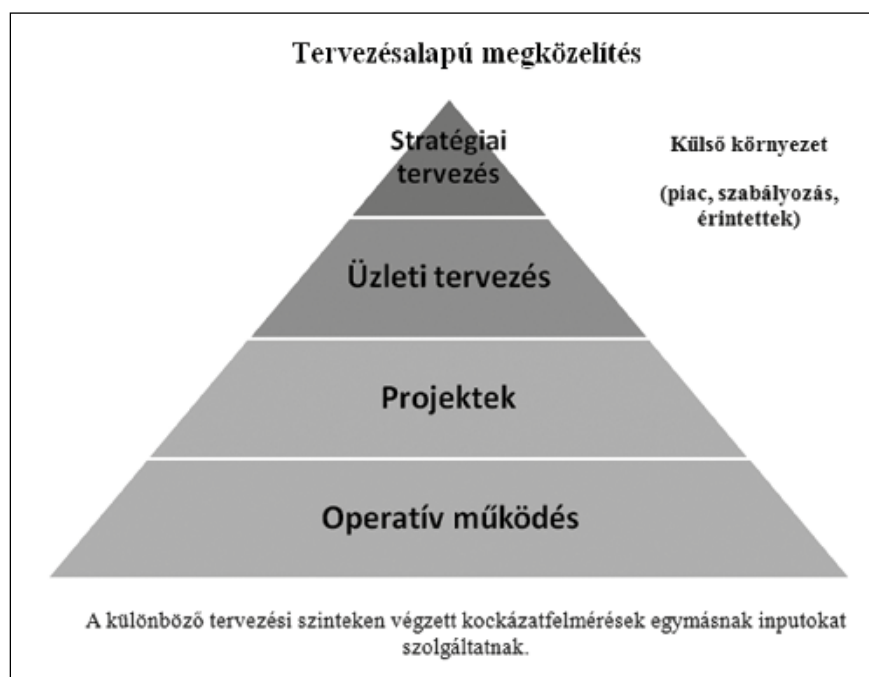 Tervezésalapú megközelítés
Stratégiai
tervezés
Külső környezet
(piac, szabályozás,
érintettek)
Üzleti tervezés
Projektek
Operatív működés
A különböző tervezési szinteken végzett kockázatfelmérések egymásnak inputokat
szolgáltatnak.